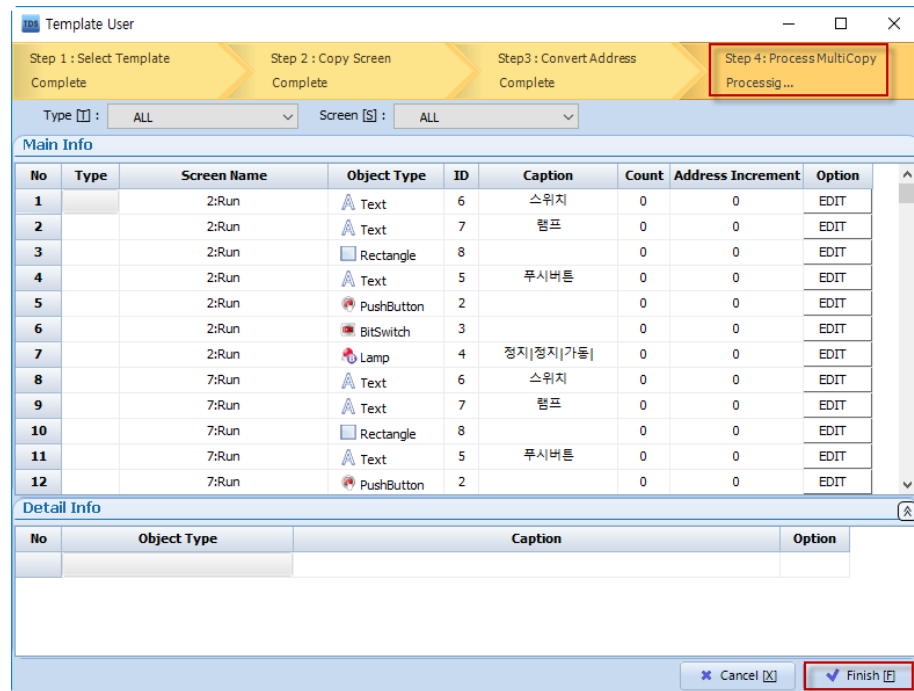 IDS Template User
Step 1 : Select Template
Complete
Step 2 : Copy Screen
Complete
Step3 : Convert Address
Complete
Step 4: Process MultiCopy
Processig ...
Type [T] : ALL Screen [S] : ALL
Main Info
No Type Screen Name Object Type ID Caption Count Address Increment Option
1 2:Run A Text 6 스위치 0 0 EDIT
2 2:Run A Text 7 램프 0 0 EDIT
3 2:Run Rectangle 8 0 0 EDIT
4 2:Run A Text 5 푸시버튼 0 0 EDIT
5 2:Run PushButton 2 0 0 EDIT
6 2:Run BitSwitch 3 0 0 EDIT
7 2:Run Lamp 4 정지|정지|가동| 0 0 EDIT
8 7:Run A Text 6 스위치 0 0 EDIT
9 7:Run A Text 7 램프 0 0 EDIT
10 7:Run Rectangle 8 0 0 EDIT
11 7:Run A Text 5 푸시버튼 0 0 EDIT
12 7:Run PushButton 2 0 0 EDIT
Detail Info
No Object Type Caption Option
Cancel [X] Finish [F]